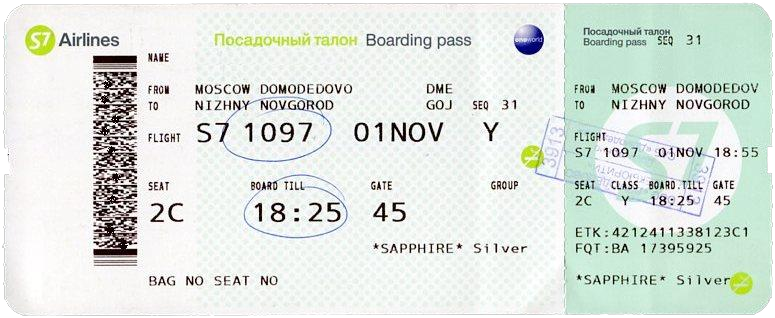 S7 Airlines
Посадочный талон Boarding pass
oneworld
NAME
FROM MOSCOW DOMODEDOVO DME
TO NIZHNY NOVGOROD GOJ SEQ 31
FLIGHT S7 1097 01NOV Y
SEAT BOARD TILL GATE GROUP
2C 18:25 45
*SAPPHIRE* Silver
BAG NO SEAT NO
Посадочный талон
Boarding pass SEQ 31
FROM MOSCOW DOMODEDOV
TO NIZHNY NOVGOROD
S7
FLIGHT
S7 1097 01NOV 18:55
3913
SEAT CLASS BOARD.TILL GATE
2C Y 18:25 45
ETK:4212411338123C1
FQT:BA 17395925
*SAPPHIRE* Silver